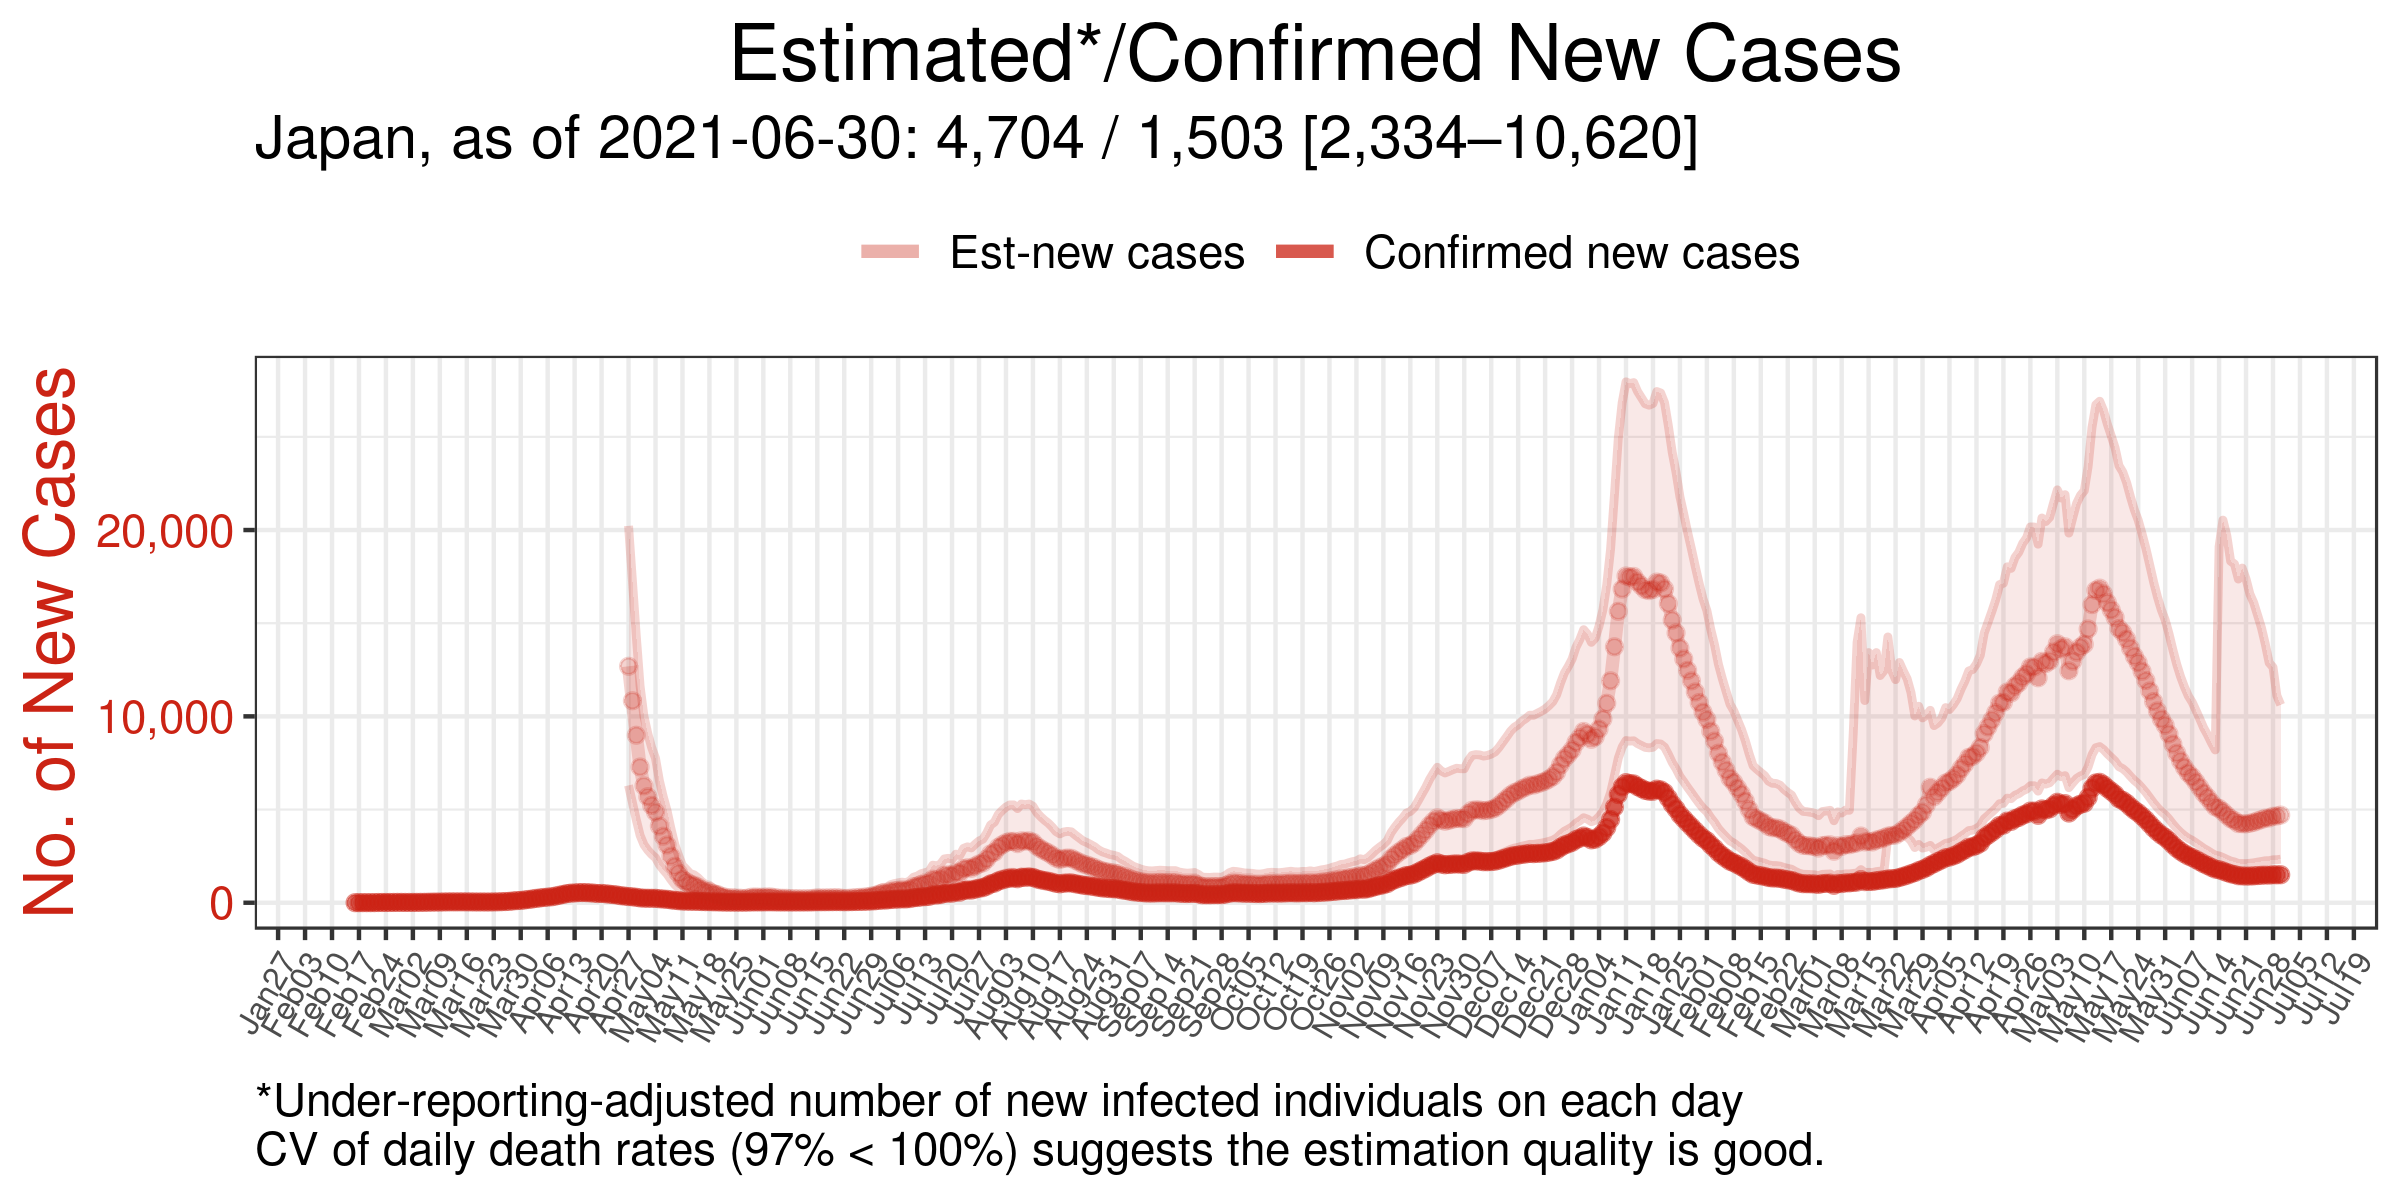 Estimated*/Confirmed New Cases
Japan, as of 2021-06-30: 4,704 / 1,503 [2,334–10,620]
Est-new cases
Confirmed new cases
No. of New Cases
20,000
10,000
0
Jan27
Feb03
Feb10
Feb17
Feb24
Mar02
Mar09
Mar16
Mar23
Mar30
Apr06
Apr13
Apr20
Apr27
May04
May11
May18
May25
Jun01
Jun08
Jun15
Jun22
Jun29
Jul06
Jul13
Jul20
Jul27
Aug03
Aug10
Aug17
Aug24
Aug31
Sep07
Sep14
Sep21
Sep28
Oct05
Oct12
Oct19
Oct26
Nov02
Nov09
Nov16
Nov23
Nov30
Dec07
Dec14
Dec21
Dec28
Jan04
Jan11
Jan18
Jan25
Feb01
Feb08
Feb15
Feb22
Mar01
Mar08
Mar15
Mar22
Mar29
Apr05
Apr12
Apr19
Apr26
May03
May10
May17
May24
May31
Jun07
Jun14
Jun21
Jun28
Jul05
Jul12
Jul19
*Under-reporting-adjusted number of new infected individuals on each day
CV of daily death rates (97% < 100%) suggests the estimation quality is good.